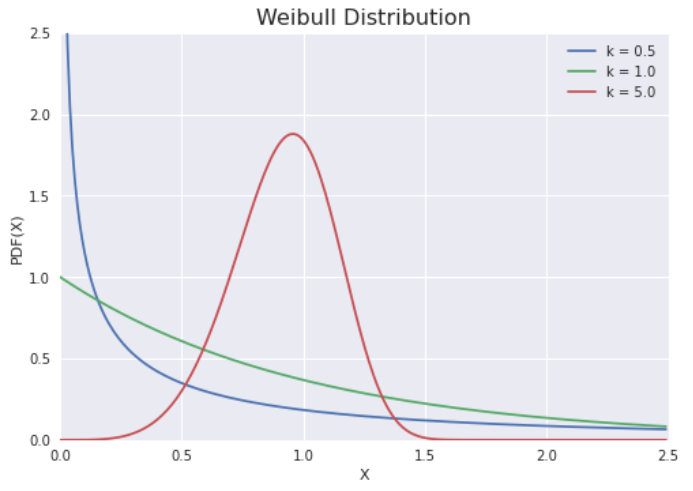 Weibull Distribution
k = 0.5
k = 1.0
k = 5.0
PDF(X)
2.5
2.0
1.5
1.0
0.5
0.0
0.0 0.5 1.0 1.5 2.0 2.5
X